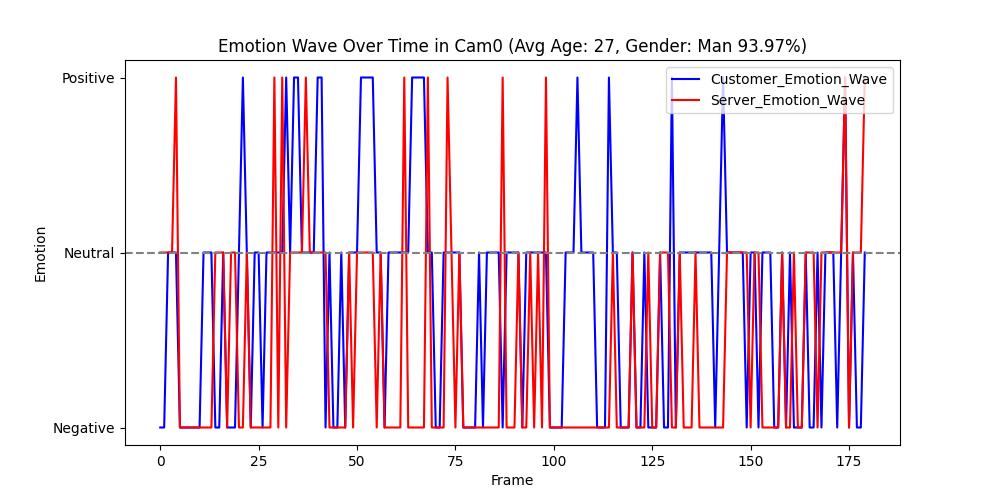 Emotion Wave Over Time in Cam0 (Avg Age: 27, Gender: Man 93.97%)
Positive
Neutral
Negative
Emotion
Customer_Emotion_Wave
Server_Emotion_Wave
0 25 50 75 100 125 150 175
Frame